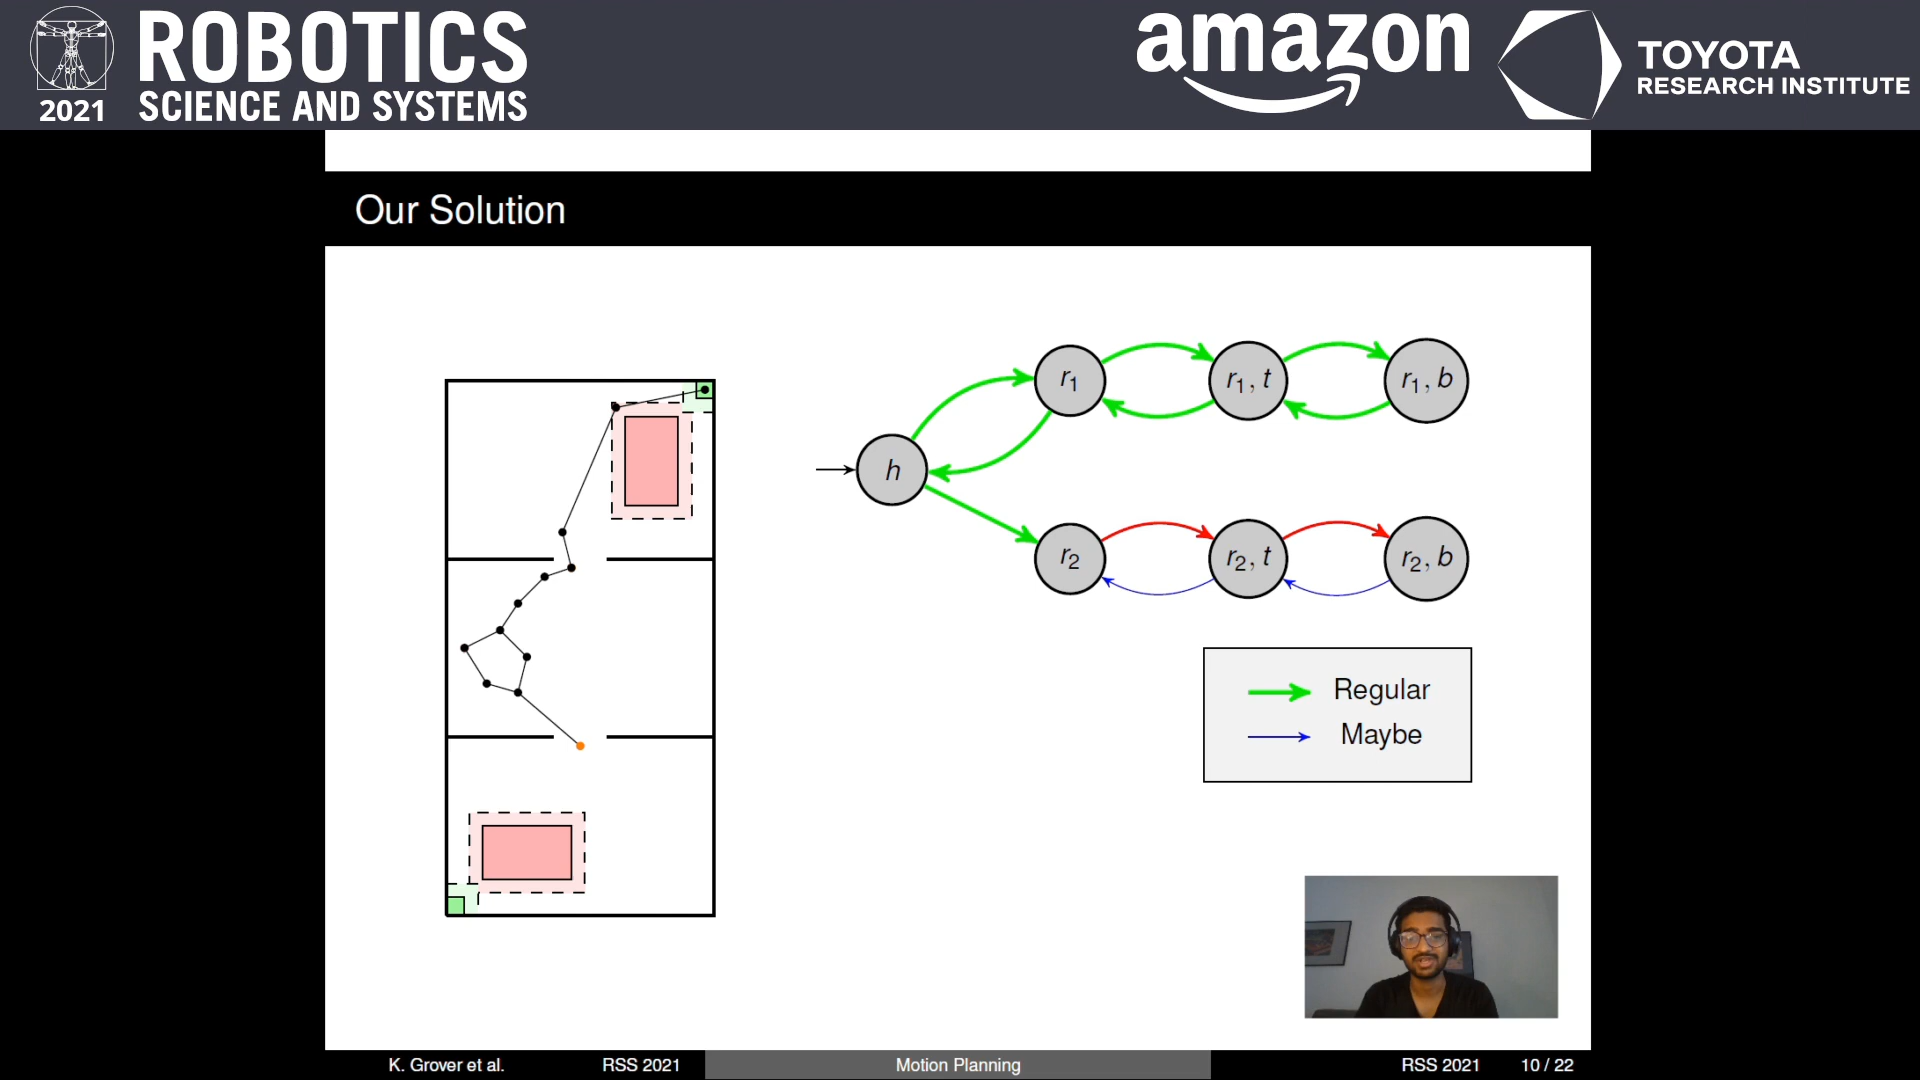 ROBOTICS
SCIENCE AND SYSTEMS
2021
amazon
TOYOTA
RESEARCH INSTITUTE
Our Solution
r1
r1, t
r1, b
h
r2
r2, t
r2, b
Regular
Maybe
K. Grover et al. RSS 2021 Motion Planning RSS 2021 10 / 22